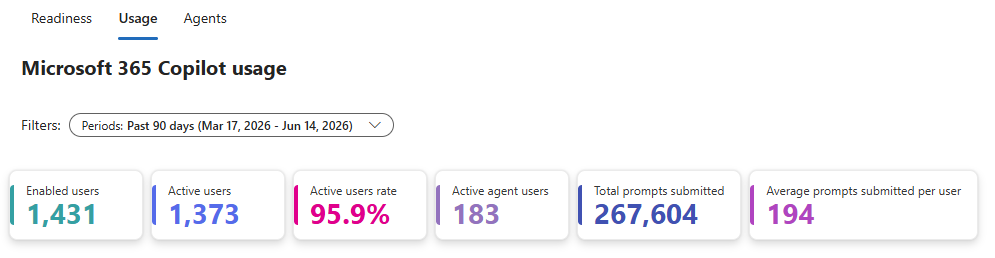 Readiness Usage Agents
Microsoft 365 Copilot usage
Filters: Periods: Past 90 days (Mar 17, 2026 - Jun 14, 2026)
Enabled users
1,431
Active users
1,373
Active users rate
95.9%
Active agent users
183
Total prompts submitted
267,604
Average prompts submitted per user
194